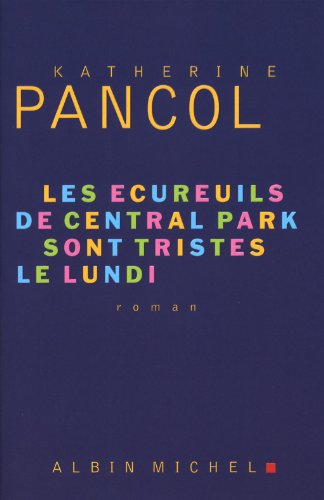 KATHERINE
PANCOL
LES ECUREUILS
DE CENTRAL PARK
SONT TRISTES
LE LUNDI
roman
ALBIN MICHEL